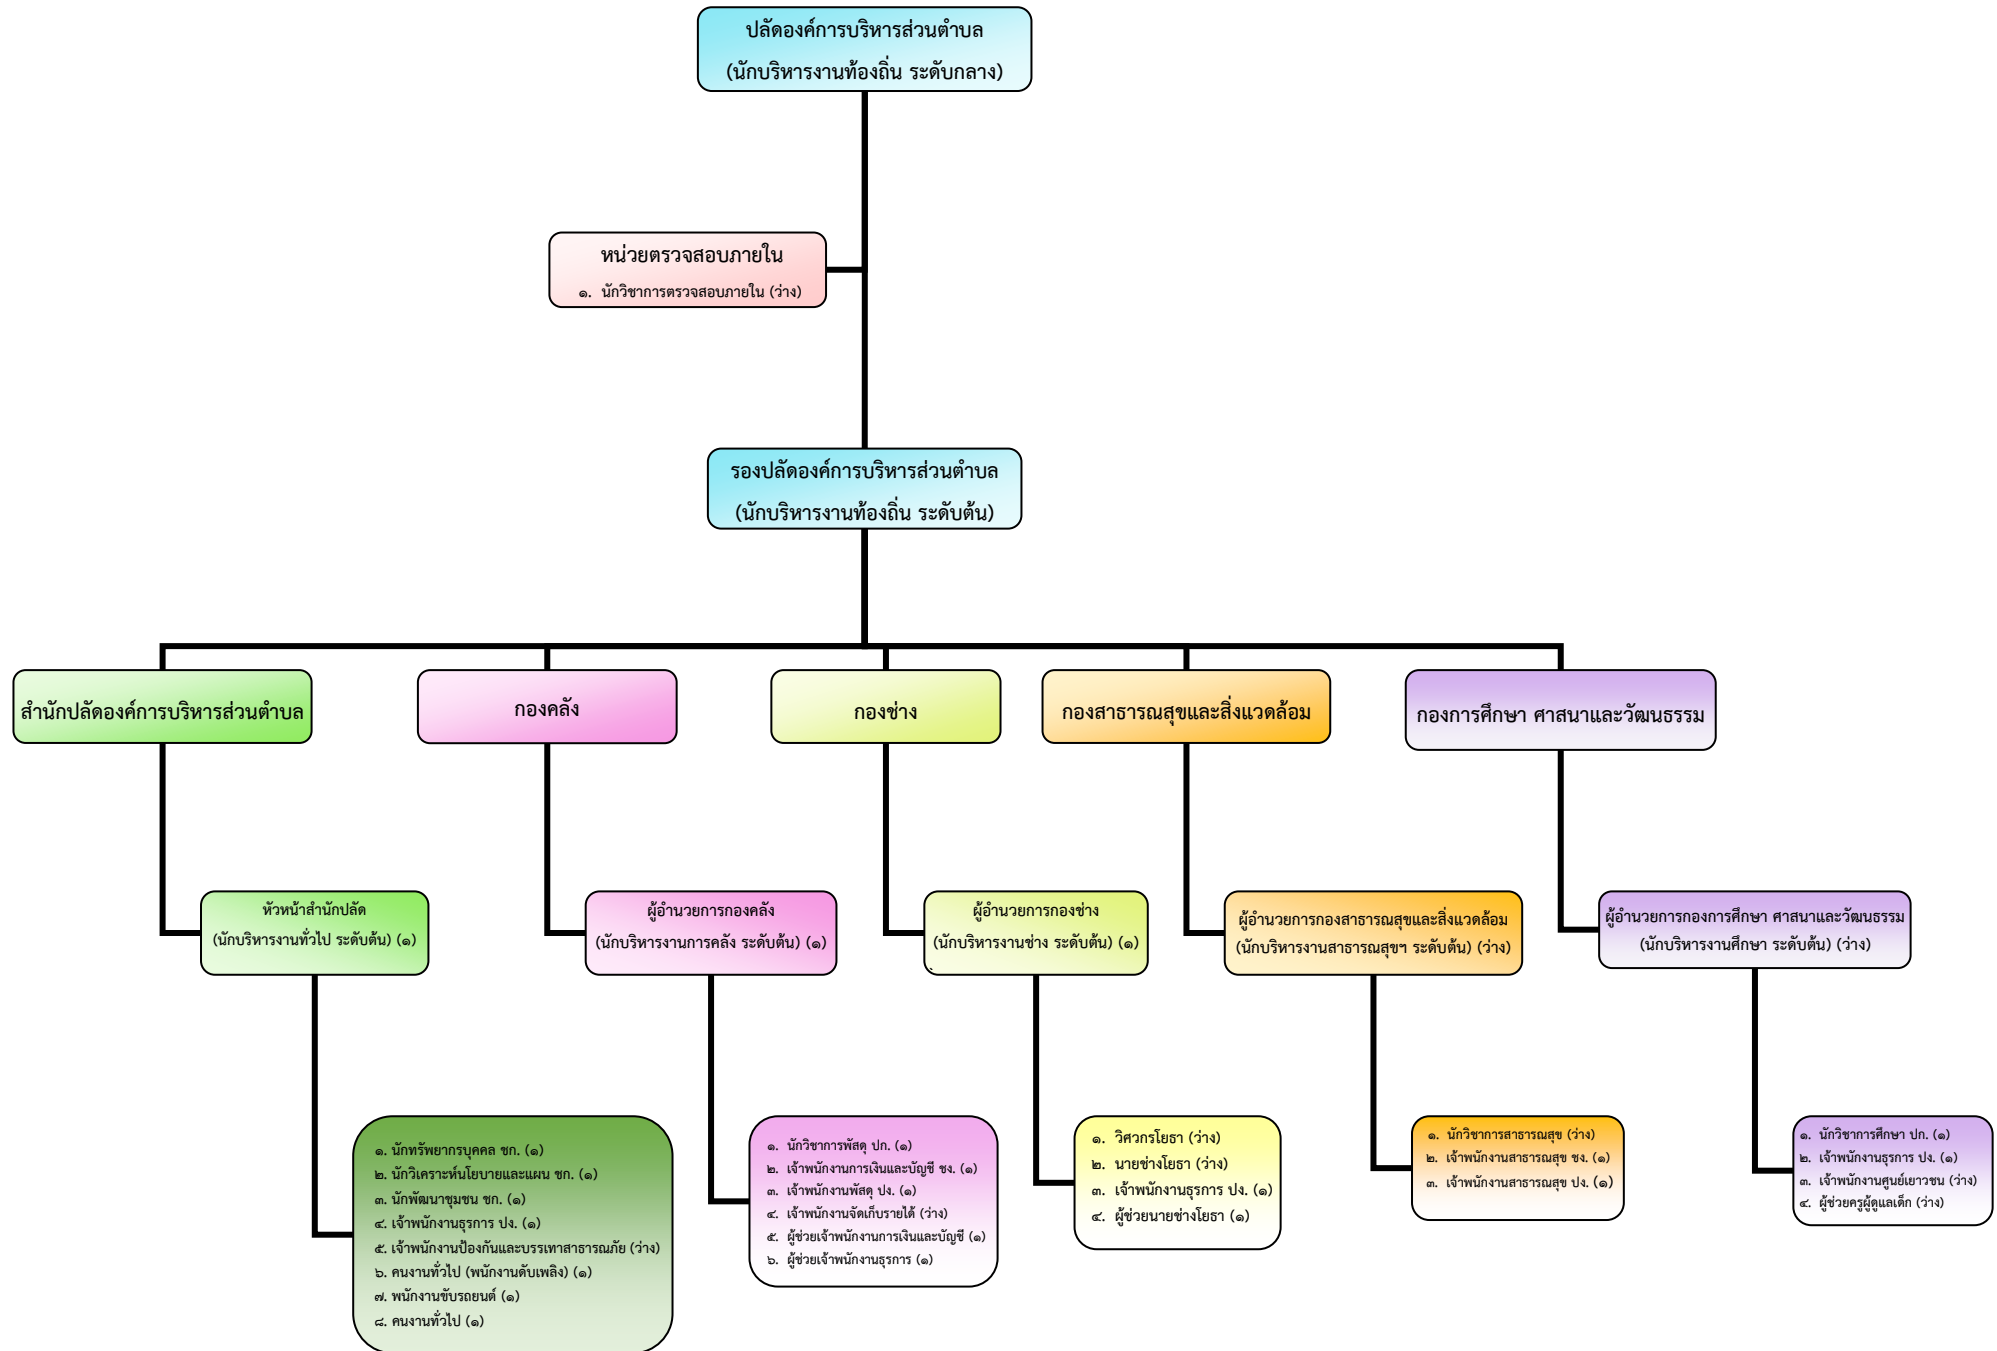 ปลัดองค์การบริหารส่วนตำบล
(นักบริหารงานท้องถิ่น ระดับกลาง)
หน่วยตรวจสอบภายใน
๑. นักวิชาการตรวจสอบภายใน (ว่าง)
รองปลัดองค์การบริหารส่วนตำบล
(นักบริหารงานท้องถิ่น ระดับต้น)
สำนักปลัดองค์การบริหารส่วนตำบล
กองคลัง
กองช่าง
กองสาธารณสุขและสิ่งแวดล้อม
กองการศึกษา ศาสนาและวัฒนธรรม
หัวหน้าสำนักปลัด
(นักบริหารงานทั่วไป ระดับต้น) (๑)
ผู้อำนวยการกองคลัง
(นักบริหารงานการคลัง ระดับต้น) (๑)
ผู้อำนวยการกองช่าง
(นักบริหารงานช่าง ระดับต้น) (๑)
ผู้อำนวยการกองสาธารณสุขและสิ่งแวดล้อม
(นักบริหารงานสาธารณสุขฯ ระดับต้น) (ว่าง)
ผู้อำนวยการกองการศึกษา ศาสนาและวัฒนธรรม
(นักบริหารงานศึกษา ระดับต้น) (ว่าง)
๑. นักทรัพยากรบุคคล ชก. (๑)
๒. นักวิเคราะห์นโยบายและแผน ชก. (๑)
๓. นักพัฒนาชุมชน ชก. (๑)
๔. เจ้าพนักงานธุรการ ปง. (๑)
๕. เจ้าพนักงานป้องกันและบรรเทาสาธารณภัย (ว่าง)
๖. คนงานทั่วไป (พนักงานดับเพลิง) (๑)
๗. พนักงานขับรถยนต์ (๑)
๘. คนงานทั่วไป (๑)
๑. นักวิชาการพัสดุ ปก. (๑)
๒. เจ้าพนักงานการเงินและบัญชี ชง. (๑)
๓. เจ้าพนักงานพัสดุ ปง. (๑)
๔. เจ้าพนักงานจัดเก็บรายได้ (ว่าง)
๕. ผู้ช่วยเจ้าพนักงานการเงินและบัญชี (๑)
๖. ผู้ช่วยเจ้าพนักงานธุรการ (๑)
๑. วิศวกรโยธา (ว่าง)
๒. นายช่างโยธา (ว่าง)
๓. เจ้าพนักงานธุรการ ปง. (๑)
๔. ผู้ช่วยนายช่างโยธา (๑)
๑. นักวิชาการสาธารณสุข (ว่าง)
๒. เจ้าพนักงานสาธารณสุข ชง. (๑)
๓. เจ้าพนักงานสาธารณสุข ปง. (๑)
๑. นักวิชาการศึกษา ปก. (๑)
๒. เจ้าพนักงานธุรการ ปง. (๑)
๓. เจ้าพนักงานศูนย์เยาวชน (ว่าง)
๔. ผู้ช่วยครูผู้ดูแลเด็ก (ว่าง)